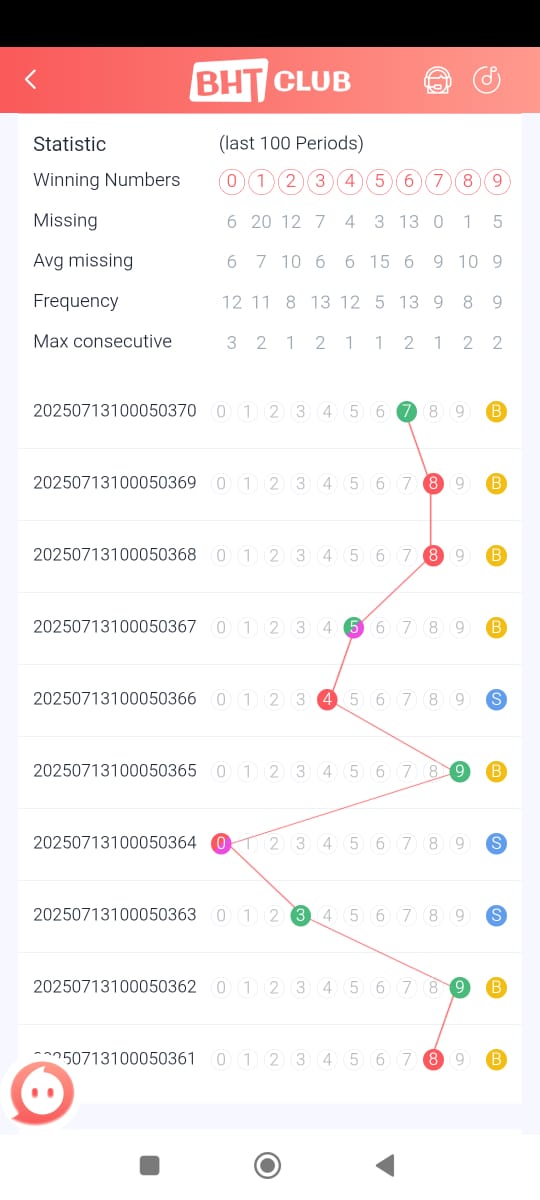 BHT CLUB
Statistic (last 100 Periods)
Winning Numbers 0 1 2 3 4 5 6 7 8 9
Missing 6 20 12 7 4 3 13 0 1 5
Avg missing 6 7 10 6 6 15 6 9 10 9
Frequency 12 11 8 13 12 5 13 9 8 9
Max consecutive 3 2 1 2 1 1 2 1 2 2
20250713100050370 0 1 2 3 4 5 6 7 8 9 B
20250713100050369 0 1 2 3 4 5 6 7 8 9 B
20250713100050368 0 1 2 3 4 5 6 7 8 9 B
20250713100050367 0 1 2 3 4 5 6 7 8 9 B
20250713100050366 0 1 2 3 4 5 6 7 8 9 S
20250713100050365 0 1 2 3 4 5 6 7 8 9 B
20250713100050364 0 1 2 3 4 5 6 7 8 9 S
20250713100050363 0 1 2 3 4 5 6 7 8 9 S
20250713100050362 0 1 2 3 4 5 6 7 8 9 B
20250713100050361 0 1 2 3 4 5 6 7 8 9 B